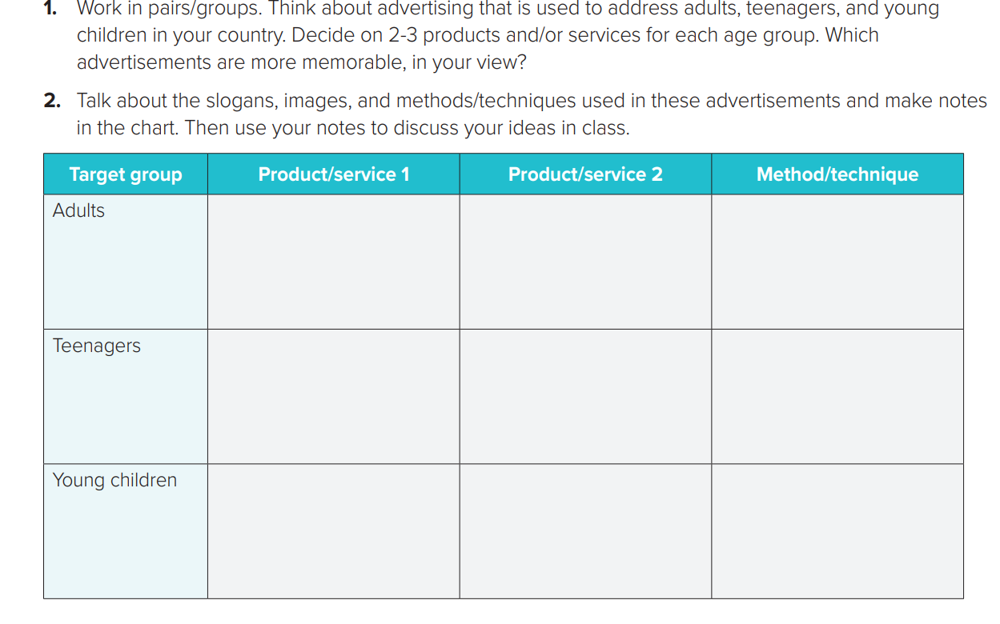 1. Work in pairs/groups. Think about advertising that is used to address adults, teenagers, and young
children in your country. Decide on 2-3 products and/or services for each age group. Which
advertisements are more memorable, in your view?
2. Talk about the slogans, images, and methods/techniques used in these advertisements and make notes
in the chart. Then use your notes to discuss your ideas in class.
Target group Product/service 1 Product/service 2 Method/technique
Adults
Teenagers
Young children